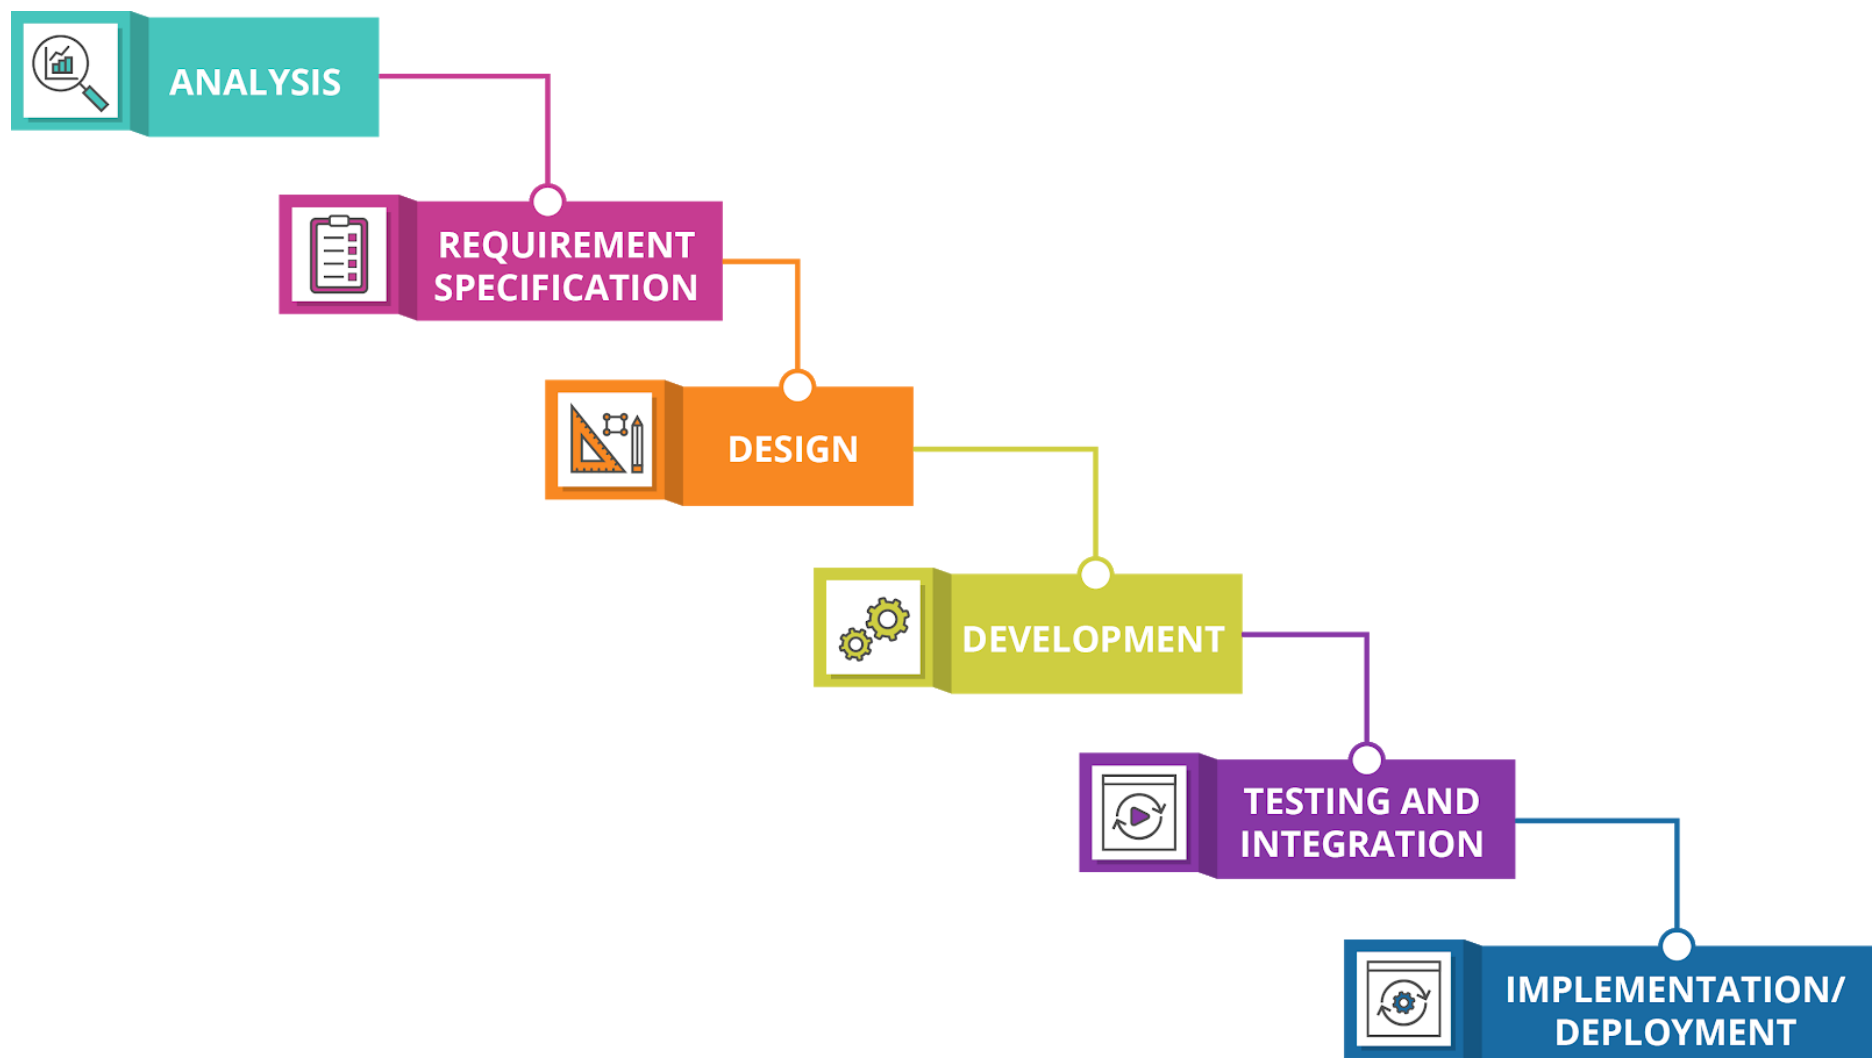 ANALYSIS
REQUIREMENT
SPECIFICATION
DESIGN
DEVELOPMENT
TESTING AND
INTEGRATION
IMPLEMENTATION/
DEPLOYMENT